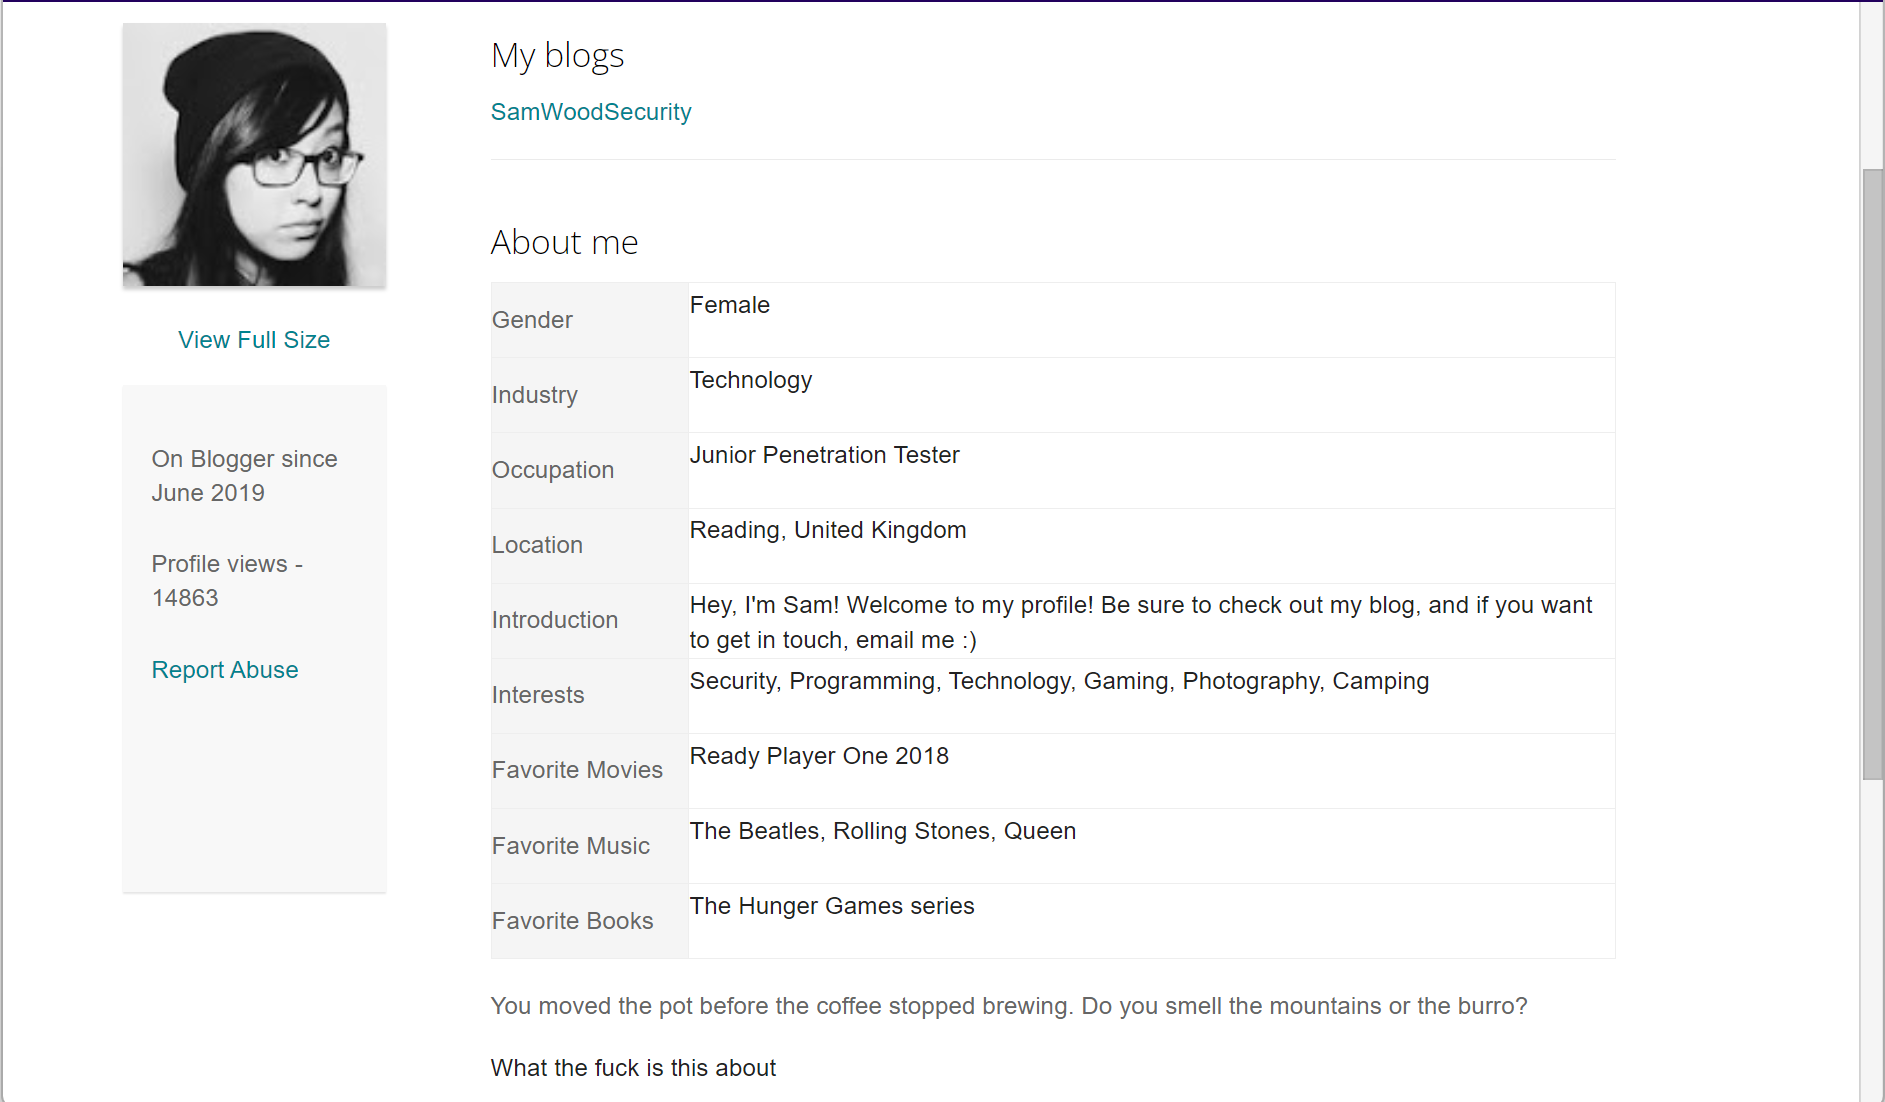 My blogs
SamWoodSecurity
View Full Size
On Blogger since
June 2019
Profile views -
14863
Report Abuse
About me
Gender Female
Industry Technology
Occupation Junior Penetration Tester
Location Reading, United Kingdom
Introduction Hey, I'm Sam! Welcome to my profile! Be sure to check out my blog, and if you want
to get in touch, email me :)
Interests Security, Programming, Technology, Gaming, Photography, Camping
Favorite Movies Ready Player One 2018
Favorite Music The Beatles, Rolling Stones, Queen
Favorite Books The Hunger Games series
You moved the pot before the coffee stopped brewing. Do you smell the mountains or the burro?
What the fuck is this about